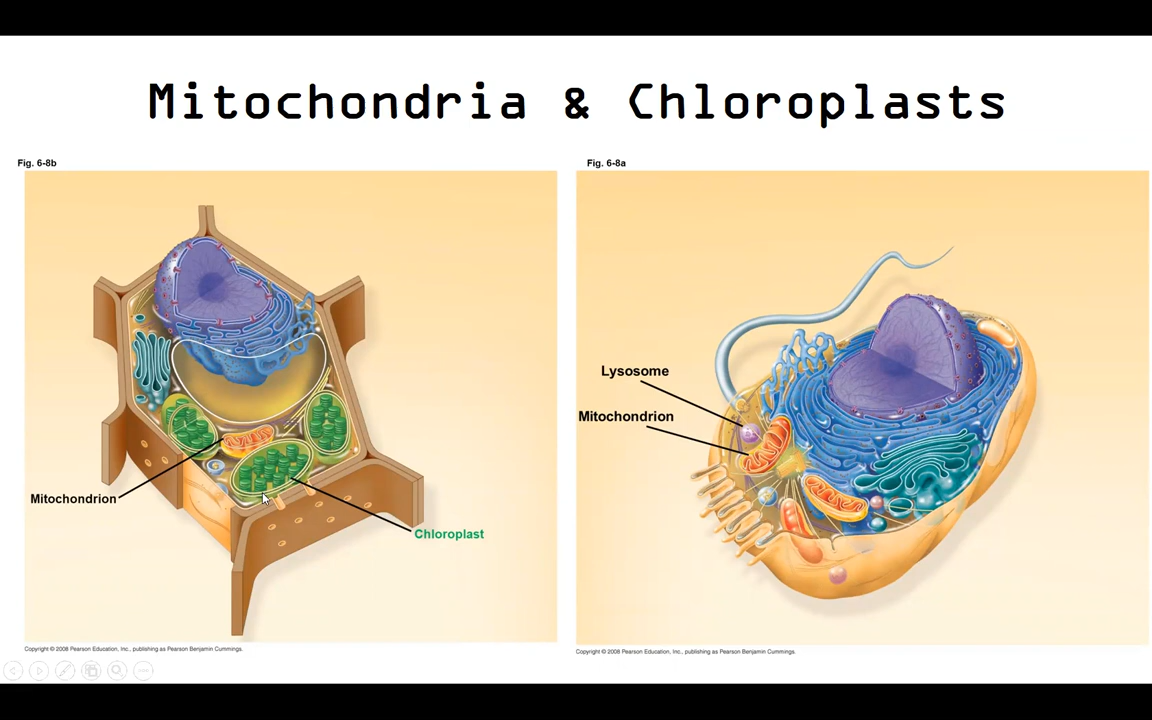 Mitochondria & Chloroplasts
Fig. 6-8b
Mitochondrion
Chloroplast
Copyright © 2008 Pearson Education, Inc., publishing as Pearson Benjamin Cummings.
Fig. 6-8a
Lysosome
Mitochondrion
Copyright © 2008 Pearson Education, Inc., publishing as Pearson Benjamin Cummings.